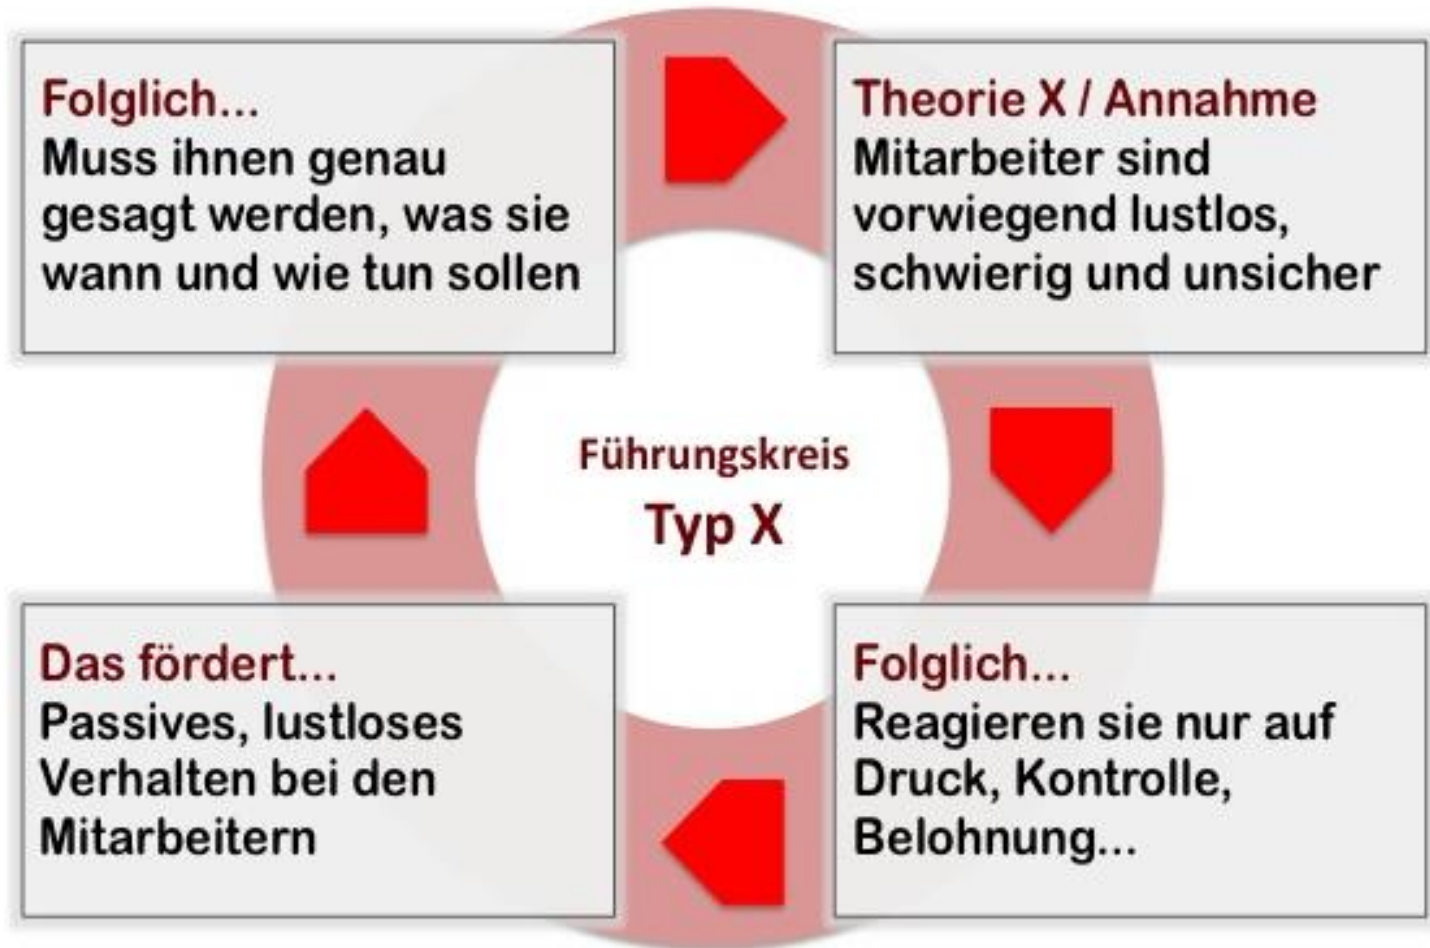 Folglich...
Muss ihnen genau
gesagt werden, was sie
wann und wie tun sollen
Theorie X / Annahme
Mitarbeiter sind
vorwiegend lustlos,
schwierig und unsicher
Führungskreis
Typ X
Das fördert...
Passives, lustloses
Verhalten bei den
Mitarbeitern
Folglich...
Reagieren sie nur auf
Druck, Kontrolle,
Belohnung...